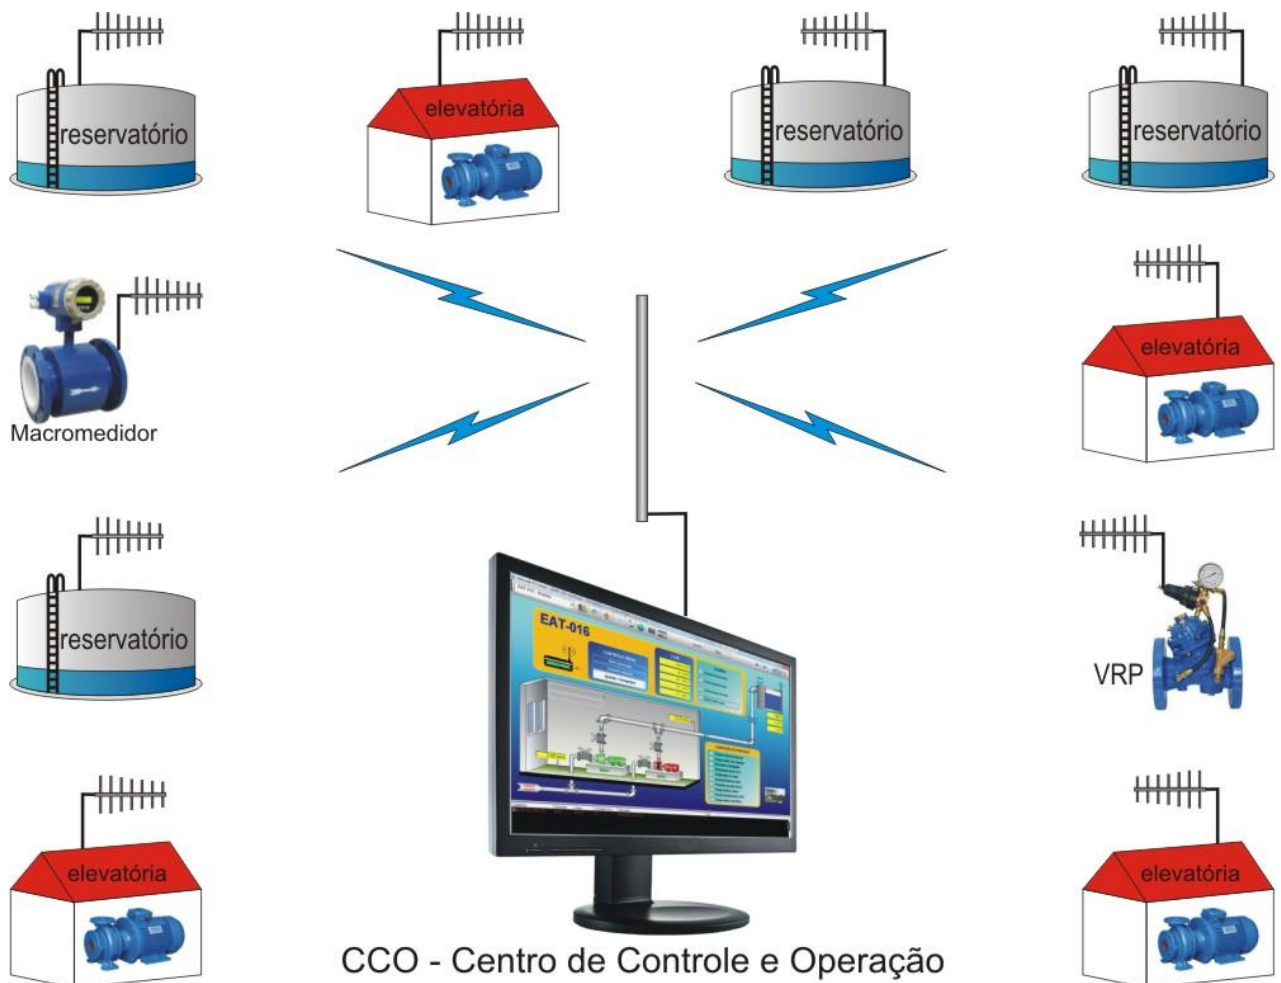 elevatória
reservatório
reservatório
reservatório
elevatória
Macromedidor
reservatório
EAT-016
VRP
elevatória
elevatória
CCO - Centro de Controle e Operação